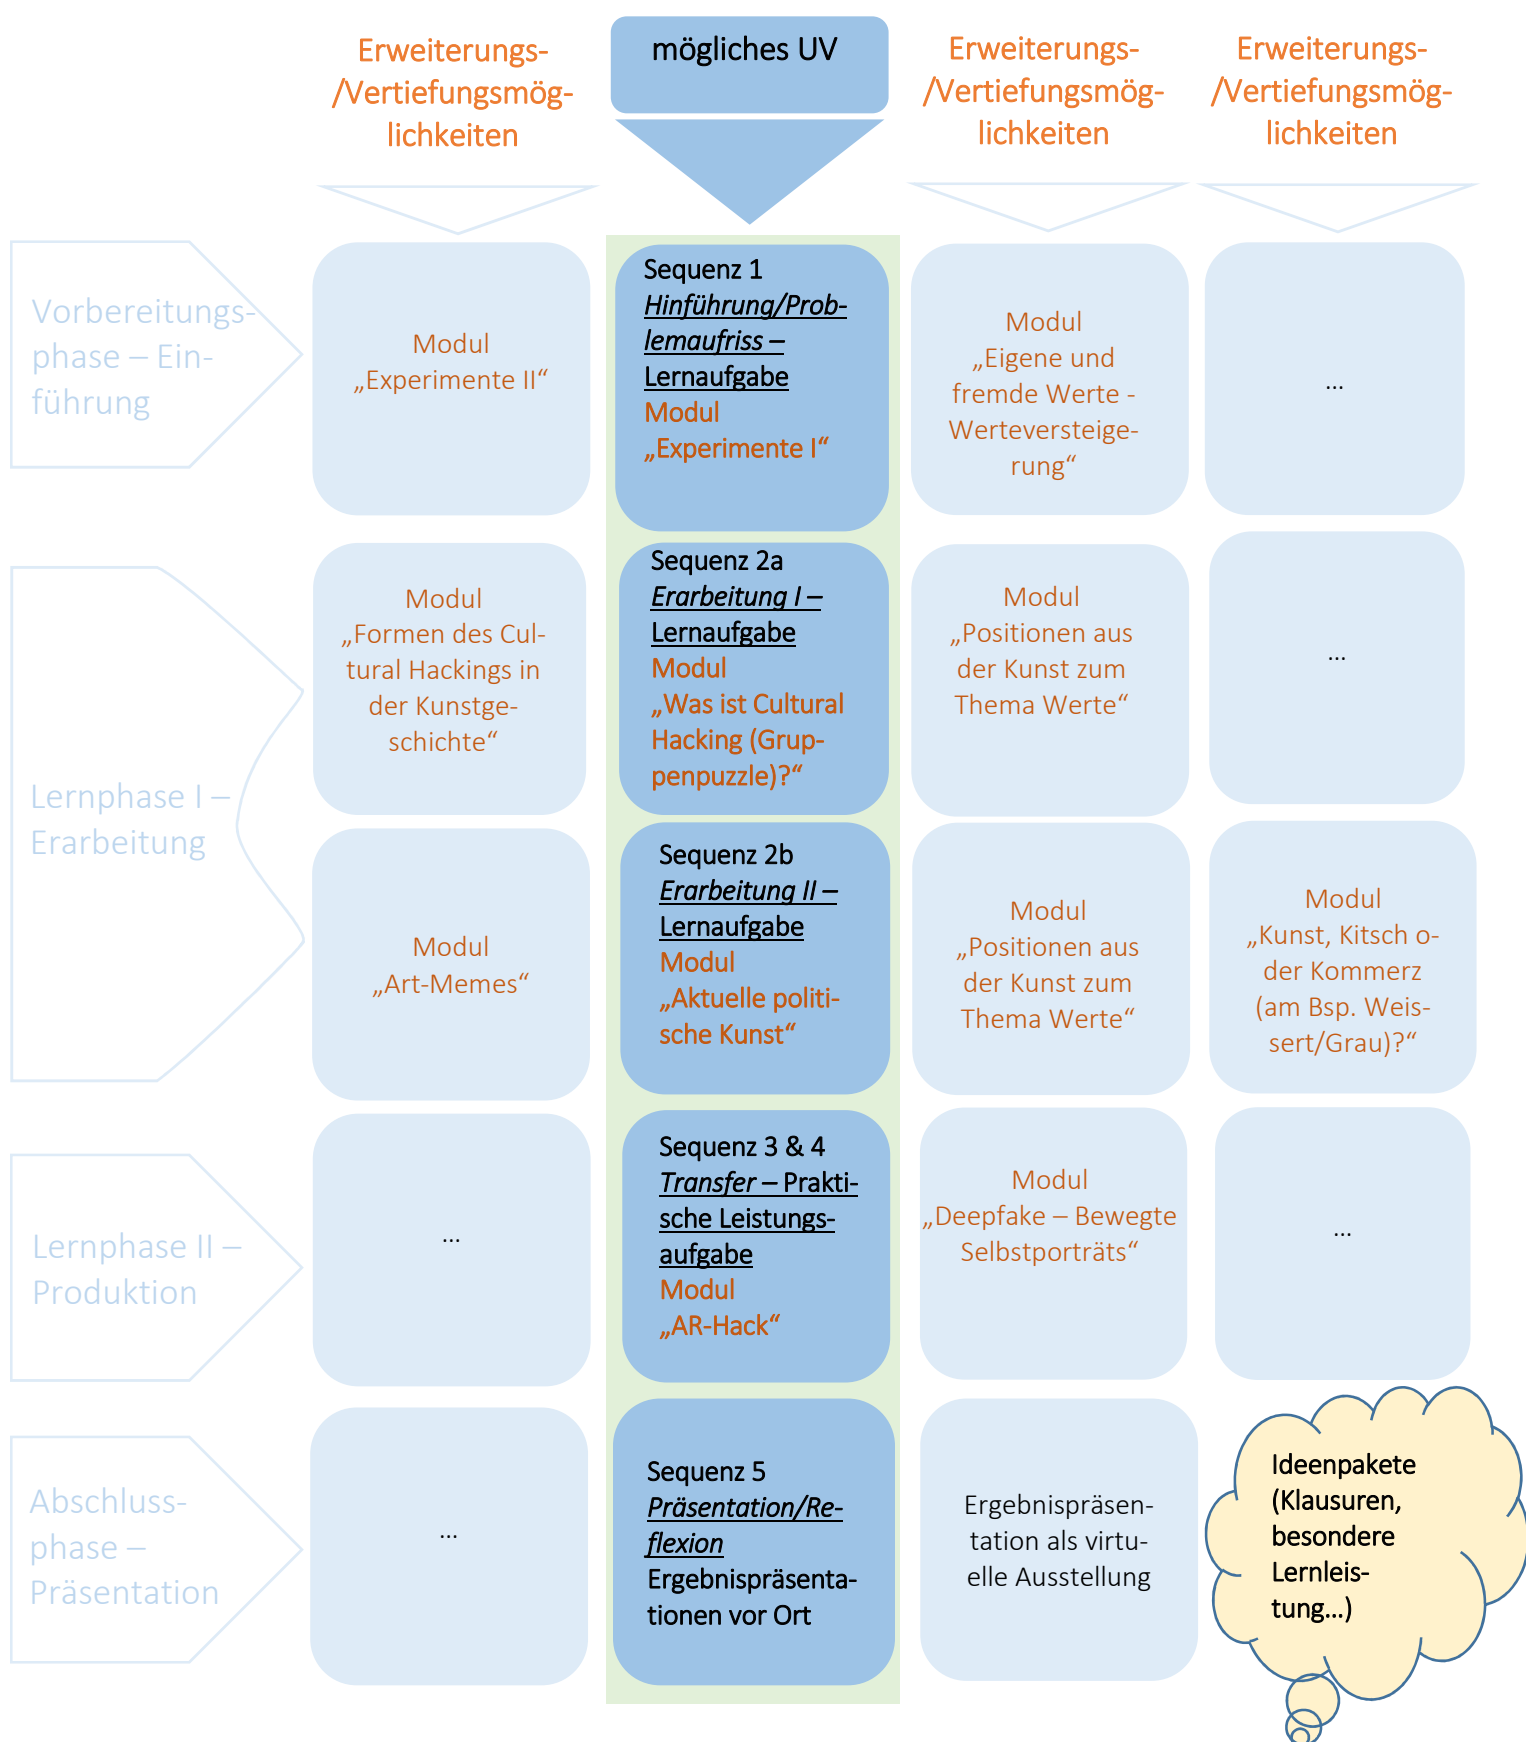 Erweiterungs-
/Vertiefungsmög-
lichkeiten
mögliches UV
Erweiterungs-
/Vertiefungsmög-
lichkeiten
Erweiterungs-
/Vertiefungsmög-
lichkeiten
Vorbereitungs-
phase – Ein-
führung
Modul
„Experimente II“
Sequenz 1
Hinführung/Prob-
lemaufriss –
Lernaufgabe
Modul
„Experimente I“
Modul
„Eigene und
fremde Werte -
Werteversteige-
rung“
...
Lernphase I –
Erarbeitung
Modul
„Formen des Cul-
tural Hackings in
der Kunstge-
schichte“
Sequenz 2a
Erarbeitung I –
Lernaufgabe
Modul
„Was ist Cultural
Hacking (Grup-
penpuzzle)?“
Modul
„Positionen aus
der Kunst zum
Thema Werte“
...
Modul
„Art-Memes“
Sequenz 2b
Erarbeitung II –
Lernaufgabe
Modul
„Aktuelle politi-
sche Kunst“
Modul
„Positionen aus
der Kunst zum
Thema Werte“
Modul
„Kunst, Kitsch o-
der Kommerz
(am Bsp. Weis-
sert/Grau)?“
Lernphase II –
Produktion
...
Sequenz 3 & 4
Transfer – Prakti-
sche Leistungs-
aufgabe
Modul
„AR-Hack“
Modul
„Deepfake – Bewegte
Selbstporträts“
...
Abschluss-
phase –
Präsentation
...
Sequenz 5
Präsentation/Re-
flexion
Ergebnispräsenta-
tionen vor Ort
Ergebnispräsen-
tation als virtu-
elle Ausstellung
Ideenpakete
(Klausuren,
besondere
Lernleis-
tung...)